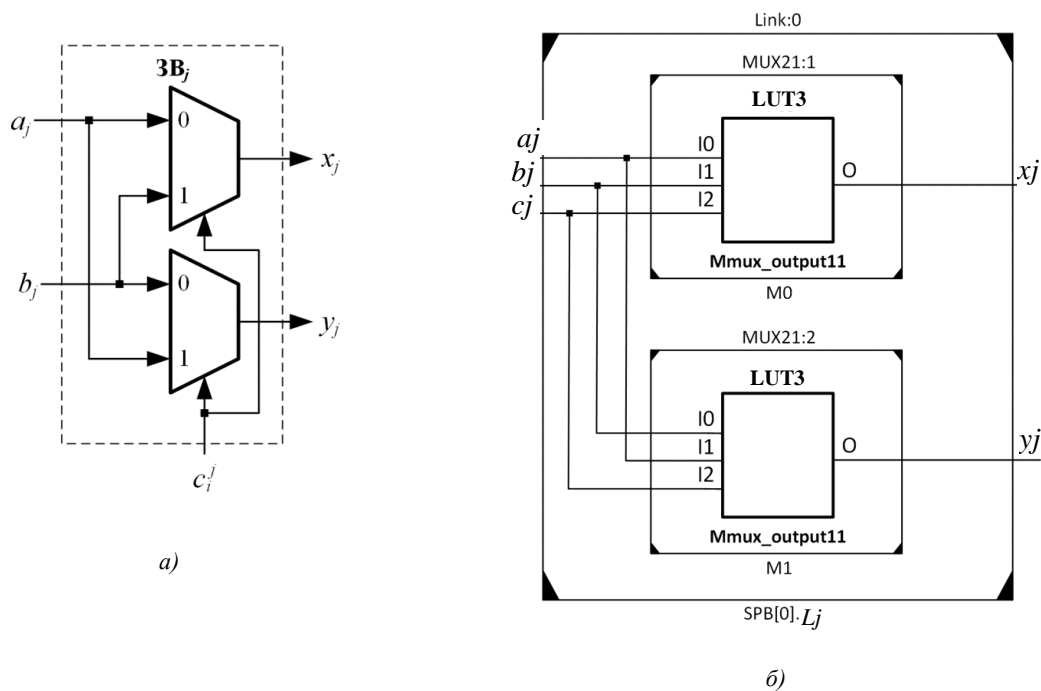 ЗВj
aj
0
xj
1
bj
0
yj
1
cij
а)
Link:0
MUX21:1
LUT3
aj
I0
bj
I1
O
xj
cj
I2
Mmux_output11
M0
MUX21:2
LUT3
I0
I1
O
yj
I2
Mmux_output11
M1
SPB[0].Lj
б)